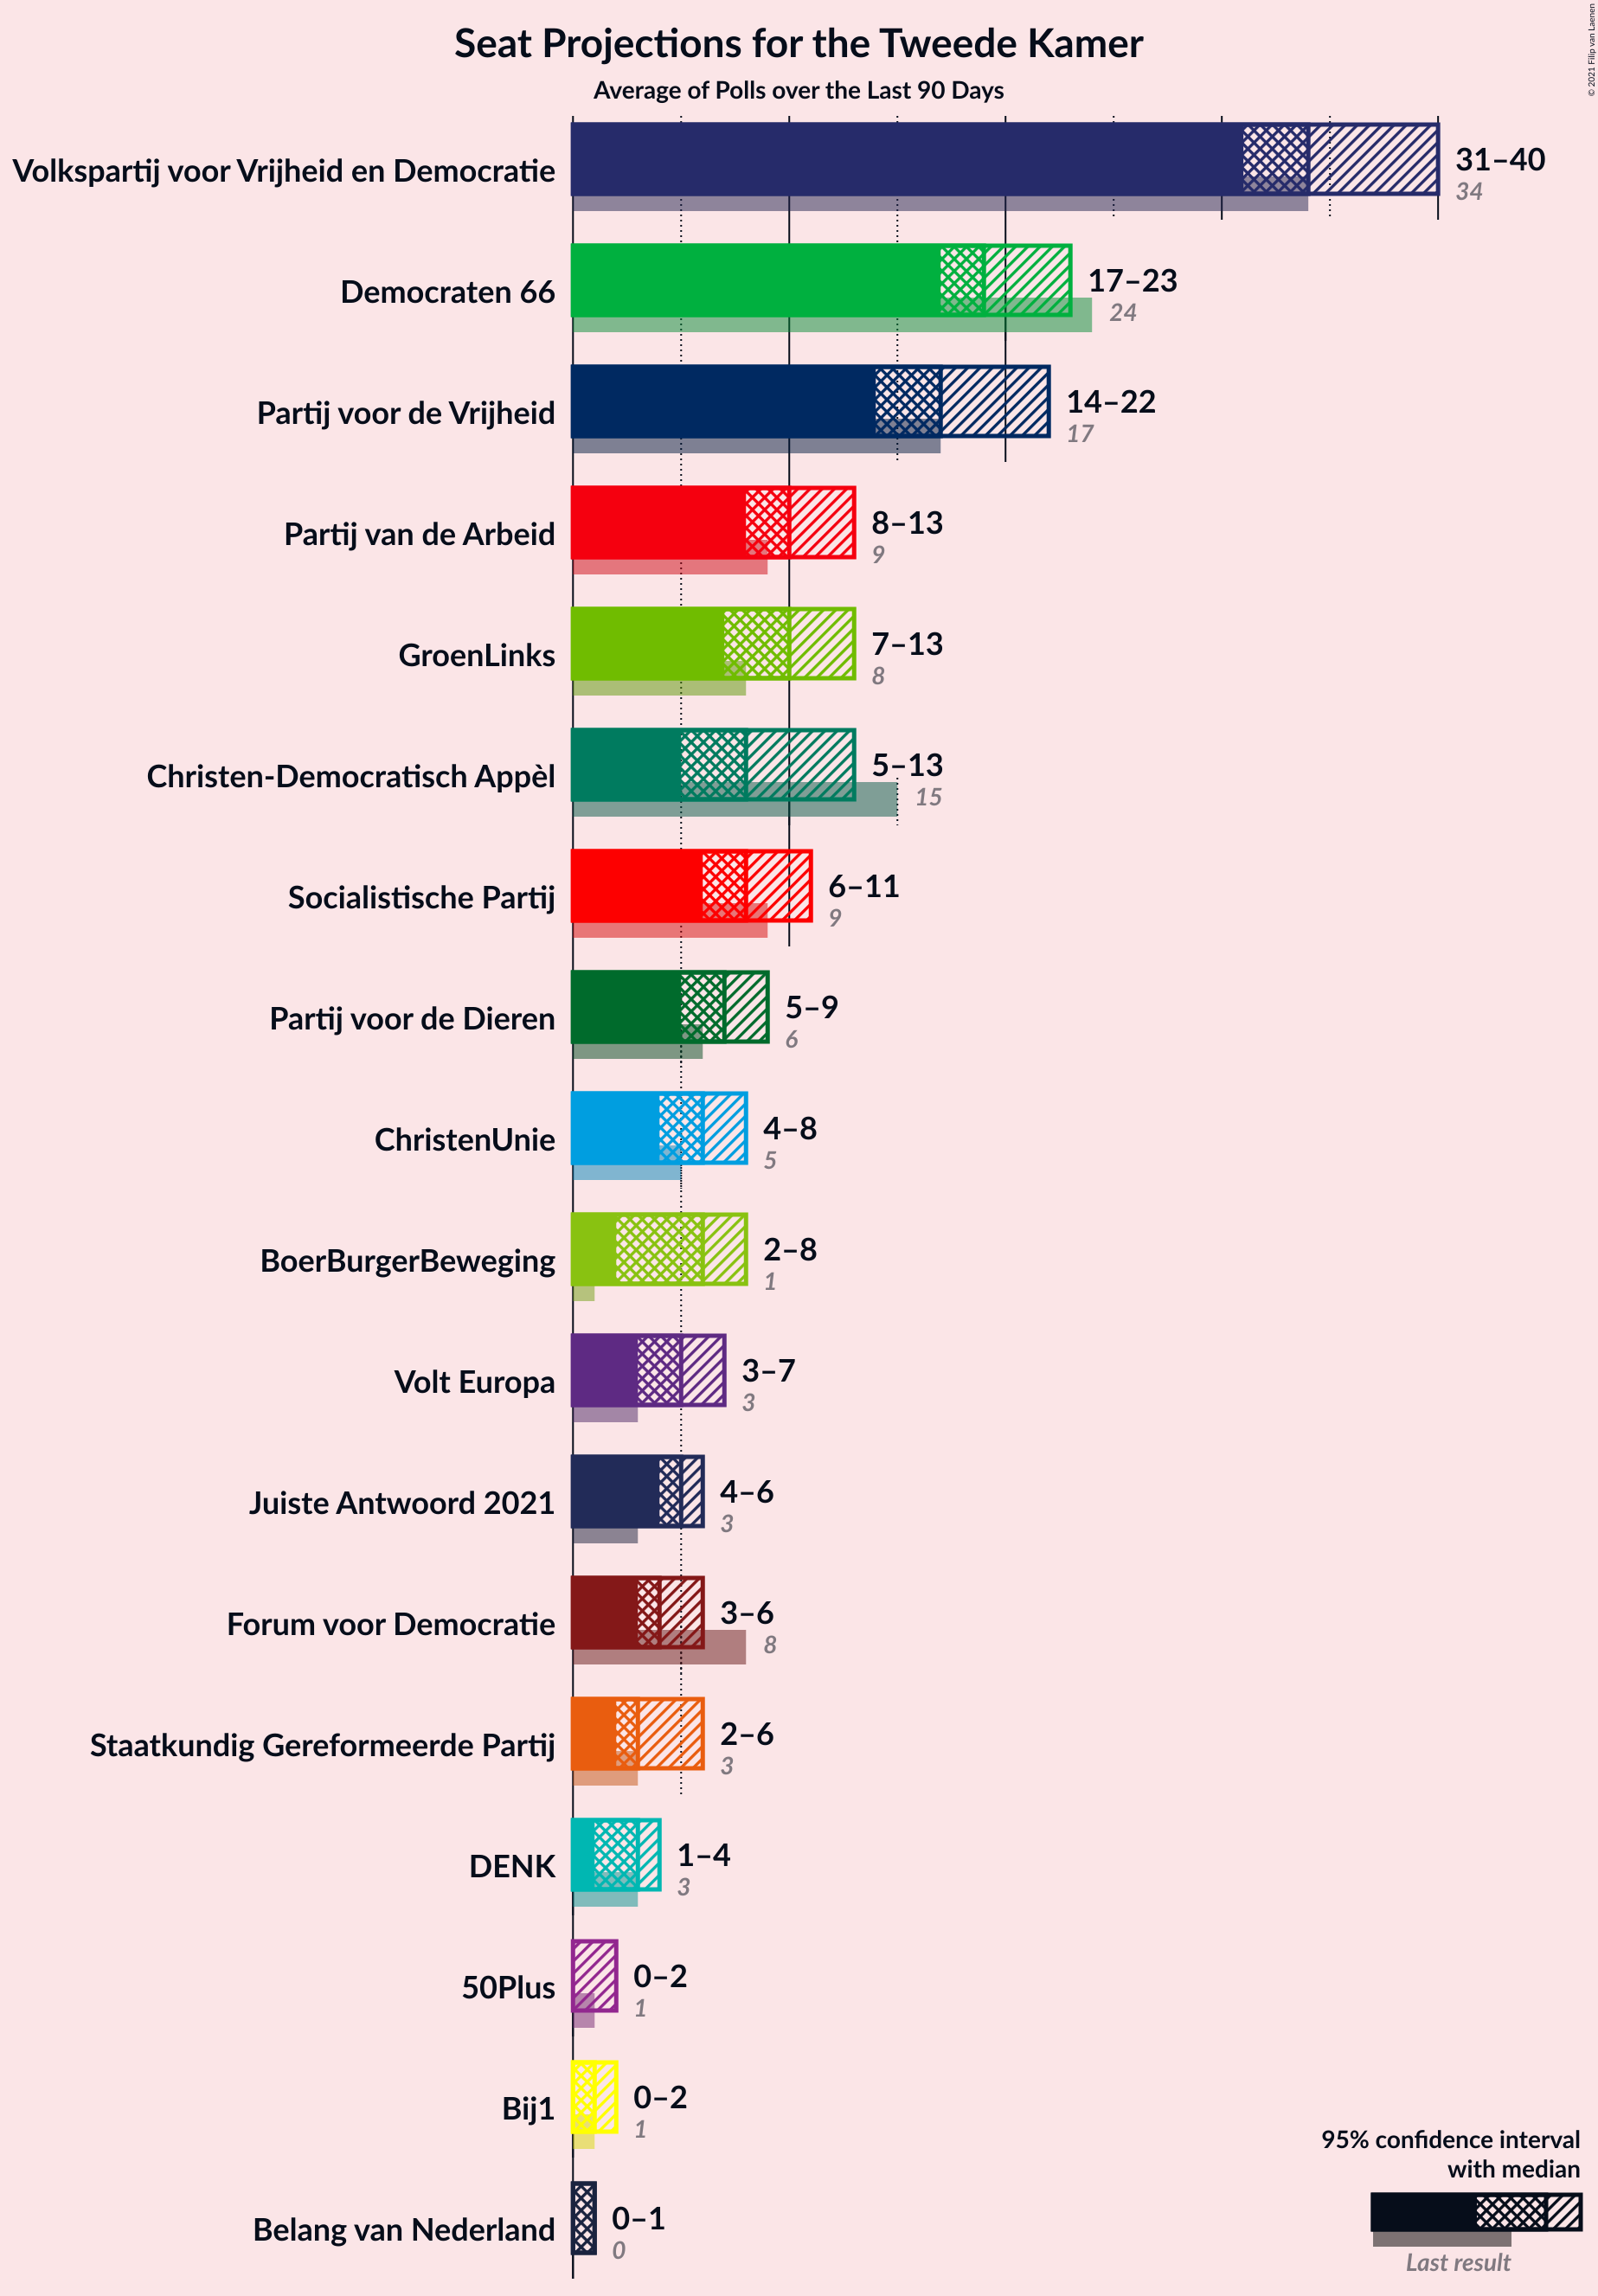 Seat Projections for the Tweede Kamer
Average of Polls over the Last 90 Days
© 2021 Filip van Laenen
Volkspartij voor Vrijheid en Democratie
31–40
34
Democraten 66
17–23
24
Partij voor de Vrijheid
14–22
17
Partij van de Arbeid
8–13
9
GroenLinks
7–13
8
Christen-Democratisch Appèl
5–13
15
Socialistische Partij
6–11
9
Partij voor de Dieren
5–9
6
ChristenUnie
4–8
5
BoerBurgerBeweging
2–8
1
Volt Europa
3–7
3
Juiste Antwoord 2021
4–6
3
Forum voor Democratie
3–6
8
Staatkundig Gereformeerde Partij
2–6
3
DENK
1–4
3
50Plus
0–2
1
Bij1
0–2
1
Belang van Nederland
0–1
0
95% confidence interval
with median
Last result